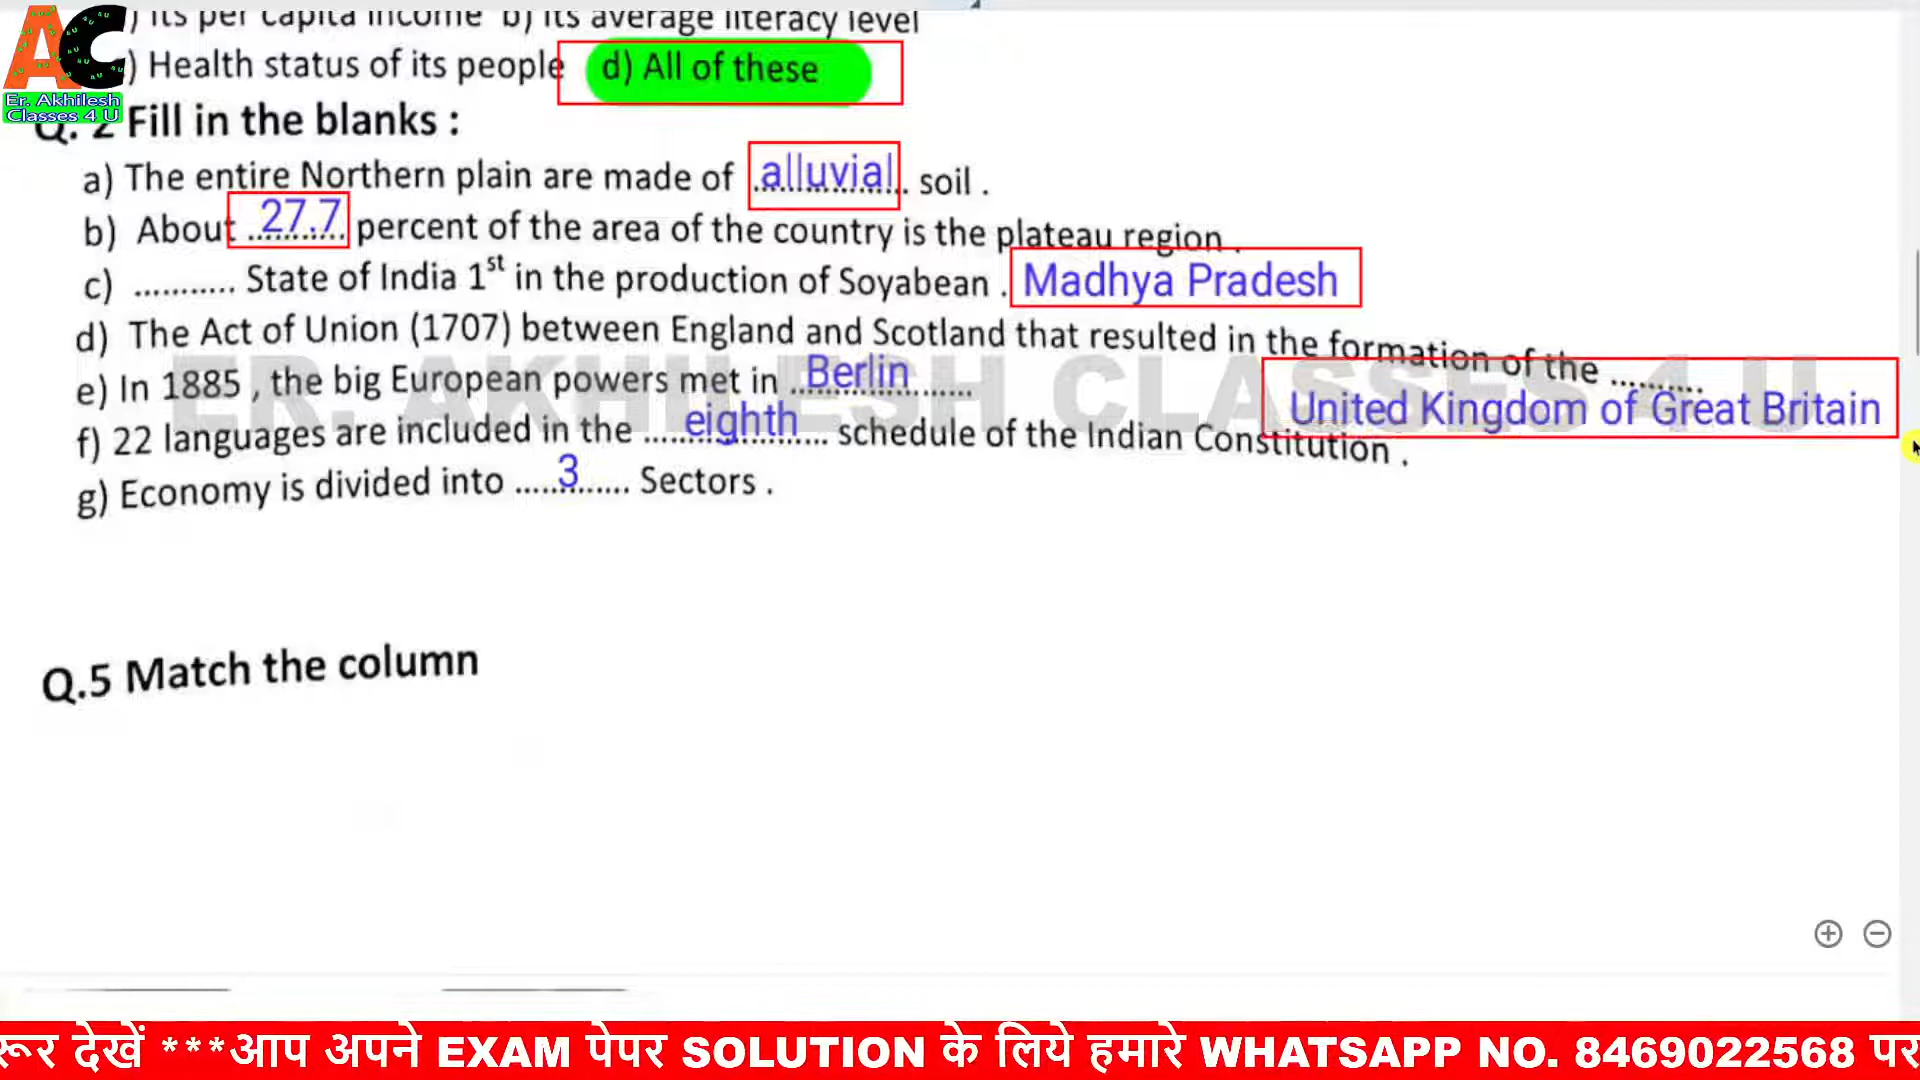 ) its per capita income b) its average literacy level
) Health status of its people d) All of these
AC
Er. Akhilesh
Classes 4 U
Q. 2 Fill in the blanks :
a) The entire Northern plain are made of ..alluvial.. soil .
b) About ..27.7.. percent of the area of the country is the plateau region .
c) ........... State of India 1st in the production of Soyabean . Madhya Pradesh
d) The Act of Union (1707) between England and Scotland that resulted in the formation of the ..........
United Kingdom of Great Britain
e) In 1885 , the big European powers met in ..Berlin.......
f) 22 languages are included in the .....eighth.... schedule of the Indian Constitution .
g) Economy is divided into .....3...... Sectors .
ER. AKHILESH CLASSES 4 U
Q.5 Match the column
रूर देखें ***आप अपने EXAM पेपर SOLUTION के लिये हमारे WHATSAPP NO. 8469022568 पर